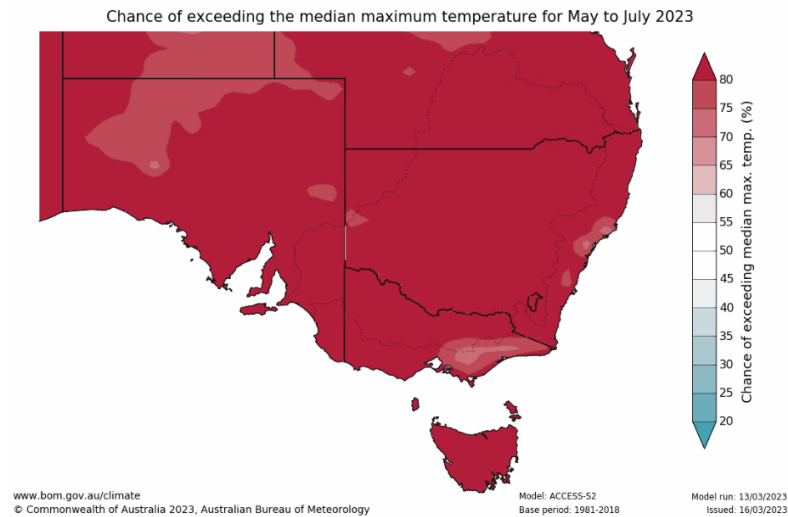 Chance of exceeding the median maximum temperature for May to July 2023
80
75
70
65
60
55
50
45
40
35
30
25
20
Chance of exceeding median max. temp. (%)
www.bom.gov.au/climate
© Commonwealth of Australia 2023, Australian Bureau of Meteorology
Model: ACCESS-S2
Base period: 1981-2018
Model run: 13/03/2023
Issued: 16/03/2023